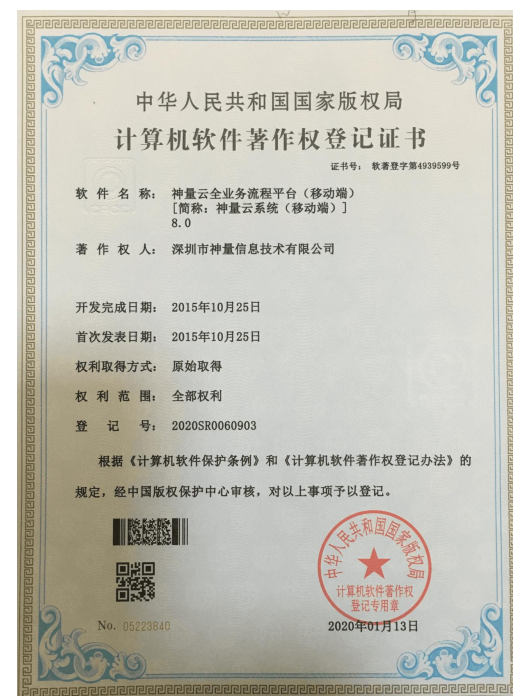 中华人民共和国国家版权局
计算机软件著作权登记证书
证书号： 软著登字第4939599号
软件名称： 神量云全业务流程平台（移动端）
[简称：神量云系统（移动端）]
8.0
著作权人： 深圳市神量信息技术有限公司
开发完成日期： 2015年10月25日
首次发表日期： 2015年10月25日
权利取得方式： 原始取得
权利范围： 全部权利
登记号： 2020SR0060903
根据《计算机软件保护条例》和《计算机软件著作权登记办法》的
规定，经中国版权保护中心审核，对以上事项予以登记。
中华人民共和国国家版权局
计算机软件著作权
登记专用章
No. 05223640
2020年01月13日